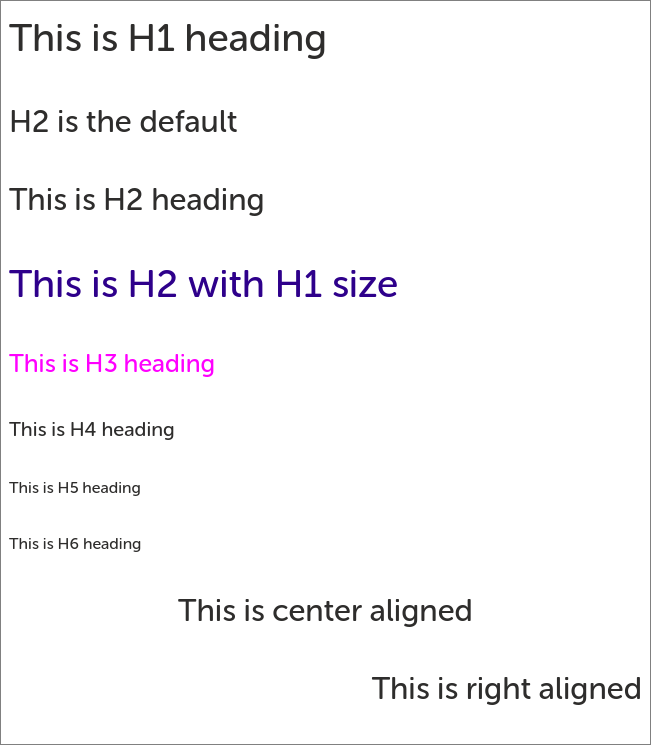 This is H1 heading
H2 is the default
This is H2 heading
This is H2 with H1 size
This is H3 heading
This is H4 heading
This is H5 heading
This is H6 heading
This is center aligned
This is right aligned